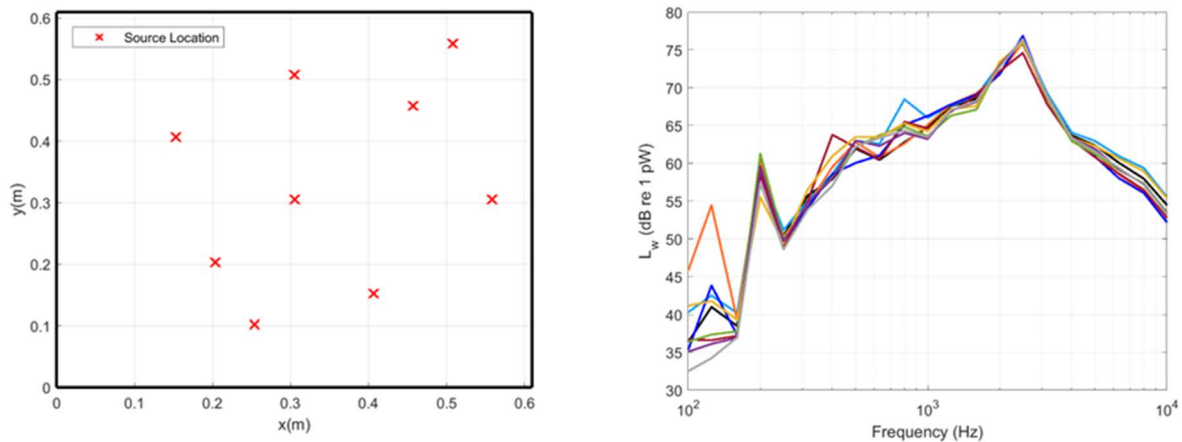 Source Location
0.6
0.5
0.4
0.3
0.2
0.1
0
y(m)
0 0.1 0.2 0.3 0.4 0.5 0.6
x(m)
80
75
70
65
60
55
50
45
40
35
30
L_w (dB re 1 pW)
10^2 10^3 10^4
Frequency (Hz)